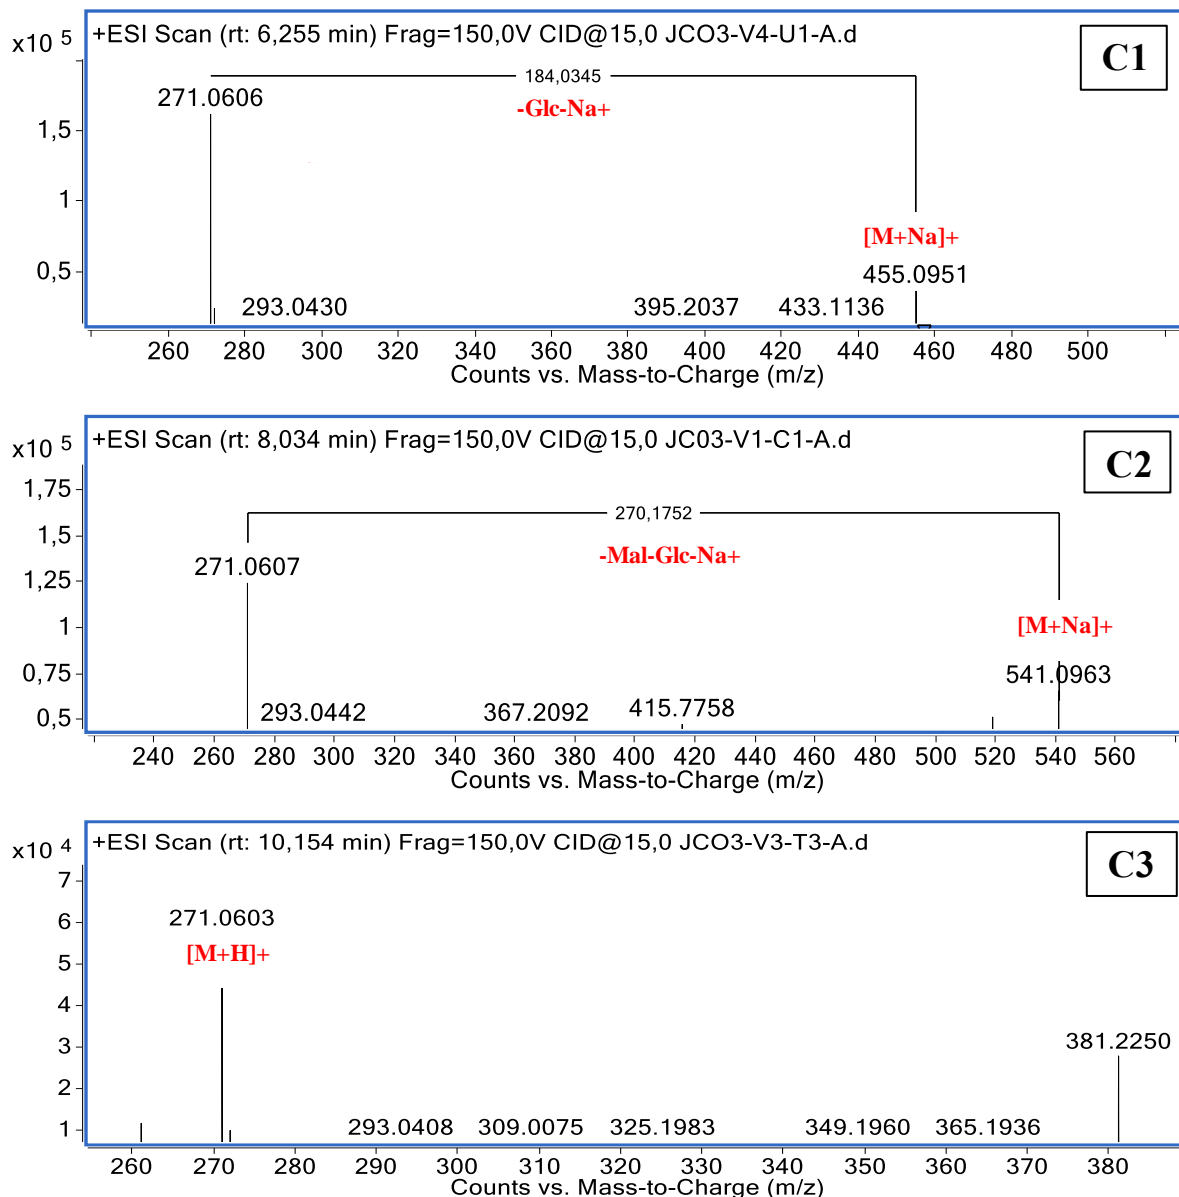 +ESI Scan (rt: 6,255 min) Frag=150,0V CID@15,0 JCO3-V4-U1-A.d
x10 5
C1
184,0345
271.0606
-Glc-Na+
1,5
1
[M+Na]+
455.0951
0,5
293.0430 395.2037 433.1136
260 280 300 320 340 360 380 400 420 440 460 480 500
Counts vs. Mass-to-Charge (m/z)
+ESI Scan (rt: 8,034 min) Frag=150,0V CID@15,0 JC03-V1-C1-A.d
x10 5
C2
1,75
270,1752
1,5
-Mal-Glc-Na+
271.0607
1,25
1
[M+Na]+
0,75
541.0963
0,5
293.0442 367.2092 415.7758
240 260 280 300 320 340 360 380 400 420 440 460 480 500 520 540 560
Counts vs. Mass-to-Charge (m/z)
+ESI Scan (rt: 10,154 min) Frag=150,0V CID@15,0 JCO3-V3-T3-A.d
x10 4
C3
7
271.0603
6
[M+H]+
5
4
3
381.2250
2
1
293.0408 309.0075 325.1983 349.1960 365.1936
260 270 280 290 300 310 320 330 340 350 360 370 380
Counts vs. Mass-to-Charge (m/z)